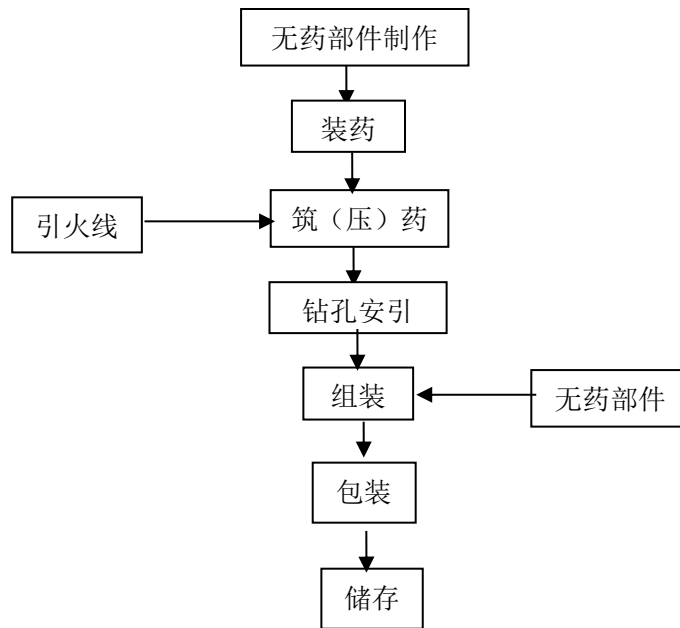 无药部件制作
装药
引火线
筑（压）药
钻孔安引
组装
无药部件
包装
储存